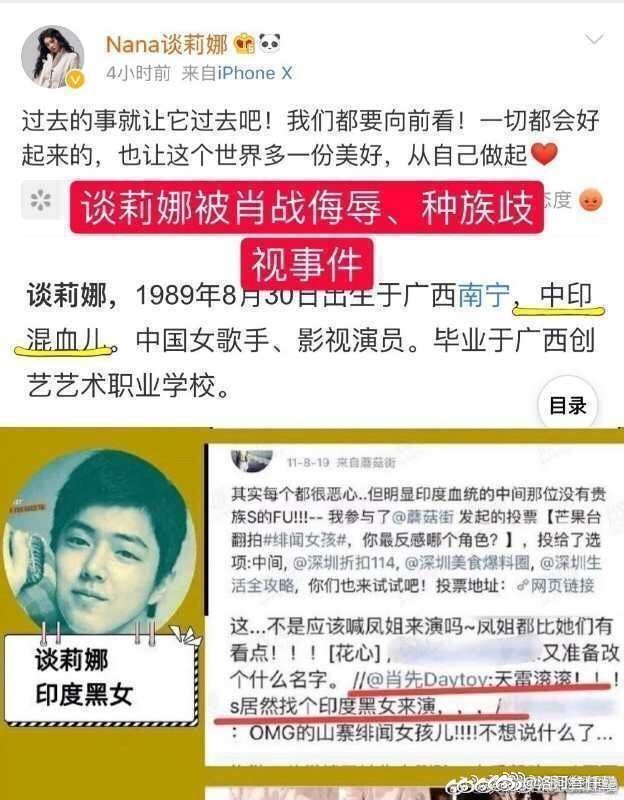 Nana谈莉娜
4小时前 来自iPhone X
过去的事就让它过去吧！我们都要向前看！一切都会好
起来的，也让这个世界多一份美好，从自己做起
态度
谈莉娜被肖战侮辱、种族歧
视事件
谈莉娜，1989年8月30日出生于广西南宁，中印
混血儿。中国女歌手、影视演员。毕业于广西创
艺艺术职业学校。
目录
11-8-19 来自蘑菇街
其实每个都很恶心..但明显印度血统的中间那位没有贵
族S的FU!!!-- 我参与了@蘑菇街 发起的投票【芒果台
翻拍#绯闻女孩#，你最反感哪个角色？】，投给了选
项:中间, @深圳折扣114, @深圳美食爆料圈, @深圳生
活全攻略, 你们也来试试吧！投票地址： 网页链接
这...不是应该喊凤姐来演吗~凤姐都比她们有
看点！！！[花心]
又准备改
个什么名字。//@肖先Daytoy:天雷滚滚！！！
s居然找个印度黑女来演，，，/
：OMG的山寨绯闻女孩儿!!!!不想说什么了...
谈莉娜
印度黑女